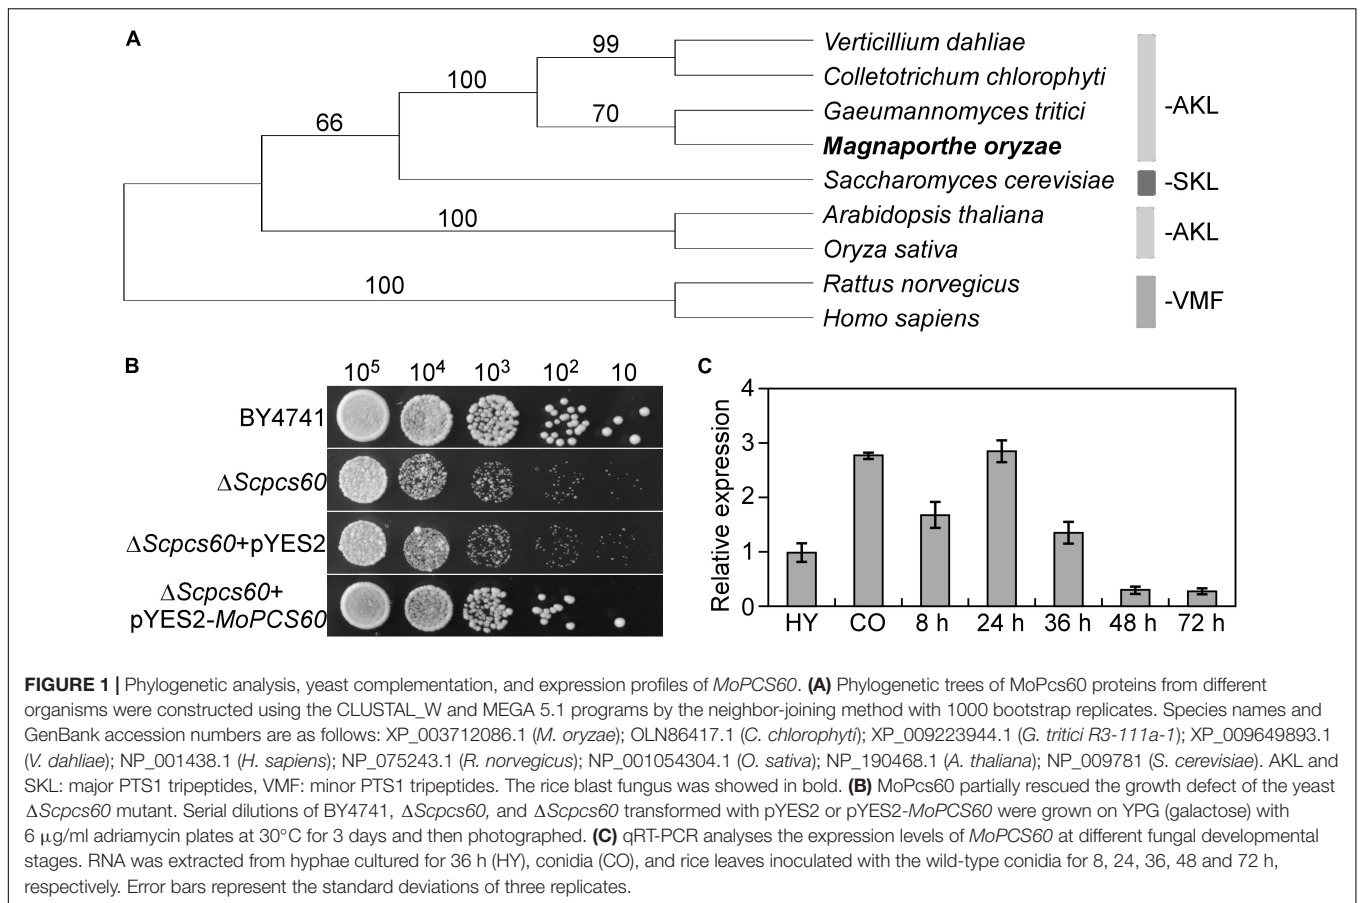 A
99
Verticillium dahliae
100
Colletotrichum chlorophyti
70
Gaeumannomyces tritici
-AKL
66
Magnaporthe oryzae
Saccharomyces cerevisiae
-SKL
100
Arabidopsis thaliana
-AKL
Oryza sativa
100
Rattus norvegicus
-VMF
Homo sapiens
B
10⁵ 10⁴ 10³ 10² 10
BY4741
ΔScpcs60
ΔScpcs60+pYES2
ΔScpcs60+
pYES2-MoPCS60
C
Relative expression
4
3
2
1
0
HY CO 8 h 24 h 36 h 48 h 72 h
FIGURE 1 | Phylogenetic analysis, yeast complementation, and expression profiles of MoPCS60. (A) Phylogenetic trees of MoPcs60 proteins from different
organisms were constructed using the CLUSTAL_W and MEGA 5.1 programs by the neighbor-joining method with 1000 bootstrap replicates. Species names and
GenBank accession numbers are as follows: XP_003712086.1 (M. oryzae); OLN86417.1 (C. chlorophyti); XP_009223944.1 (G. tritici R3-111a-1); XP_009649893.1
(V. dahliae); NP_001438.1 (H. sapiens); NP_075243.1 (R. norvegicus); NP_001054304.1 (O. sativa); NP_190468.1 (A. thaliana); NP_009781 (S. cerevisiae). AKL and
SKL: major PTS1 tripeptides, VMF: minor PTS1 tripeptides. The rice blast fungus was showed in bold. (B) MoPcs60 partially rescued the growth defect of the yeast
ΔScpcs60 mutant. Serial dilutions of BY4741, ΔScpcs60, and ΔScpcs60 transformed with pYES2 or pYES2-MoPCS60 were grown on YPG (galactose) with
6 μg/ml adriamycin plates at 30°C for 3 days and then photographed. (C) qRT-PCR analyses the expression levels of MoPCS60 at different fungal developmental
stages. RNA was extracted from hyphae cultured for 36 h (HY), conidia (CO), and rice leaves inoculated with the wild-type conidia for 8, 24, 36, 48 and 72 h,
respectively. Error bars represent the standard deviations of three replicates.